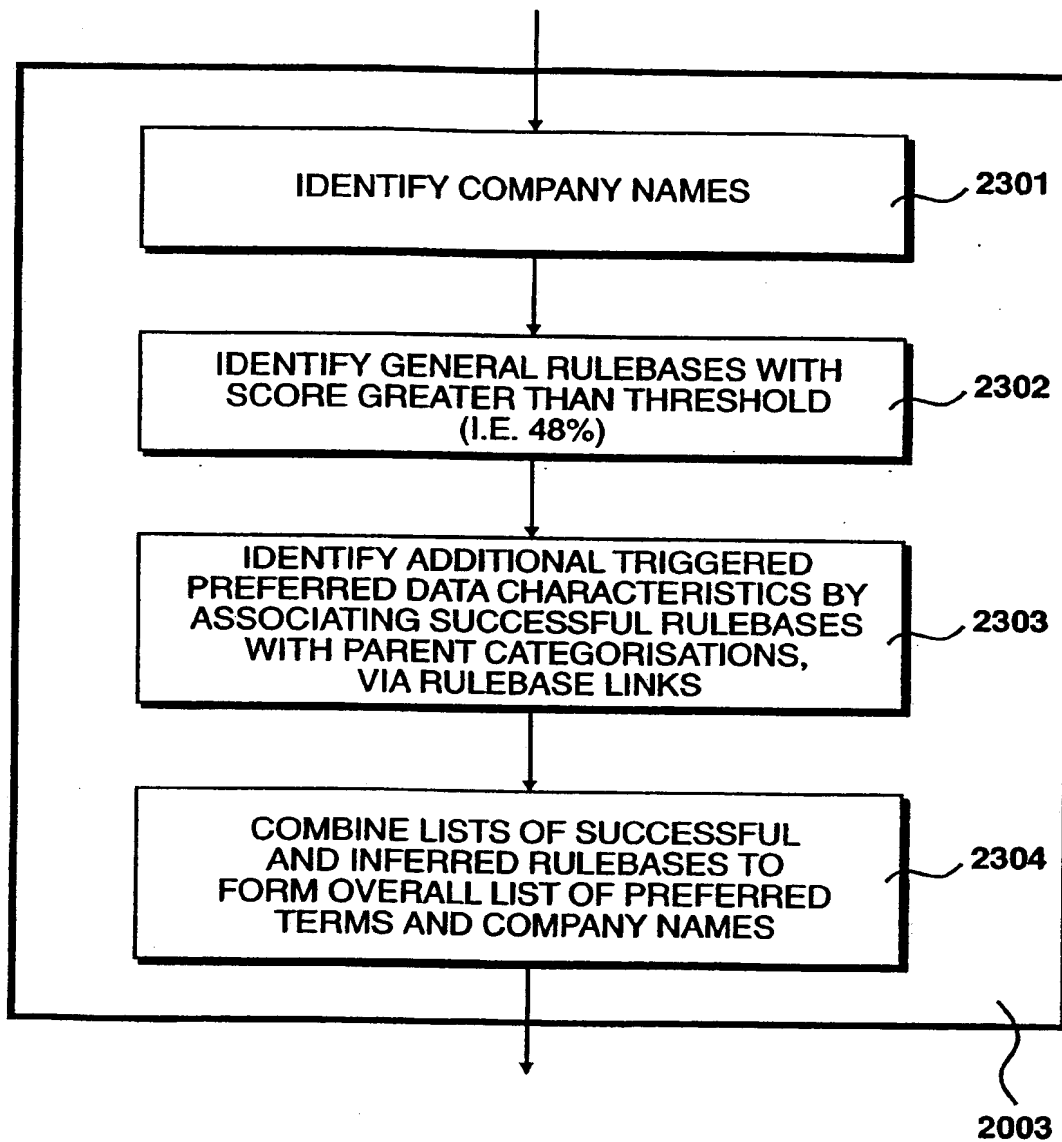 IDENTIFY COMPANY NAMES
2301
IDENTIFY GENERAL RULEBASES WITH
SCORE GREATER THAN THRESHOLD
(I.E. 48%)
2302
IDENTIFY ADDITIONAL TRIGGERED
PREFERRED DATA CHARACTERISTICS BY
ASSOCIATING SUCCESSFUL RULEBASES
WITH PARENT CATEGORISATIONS,
VIA RULEBASE LINKS
2303
COMBINE LISTS OF SUCCESSFUL
AND INFERRED RULEBASES TO
FORM OVERALL LIST OF PREFERRED
TERMS AND COMPANY NAMES
2304
2003